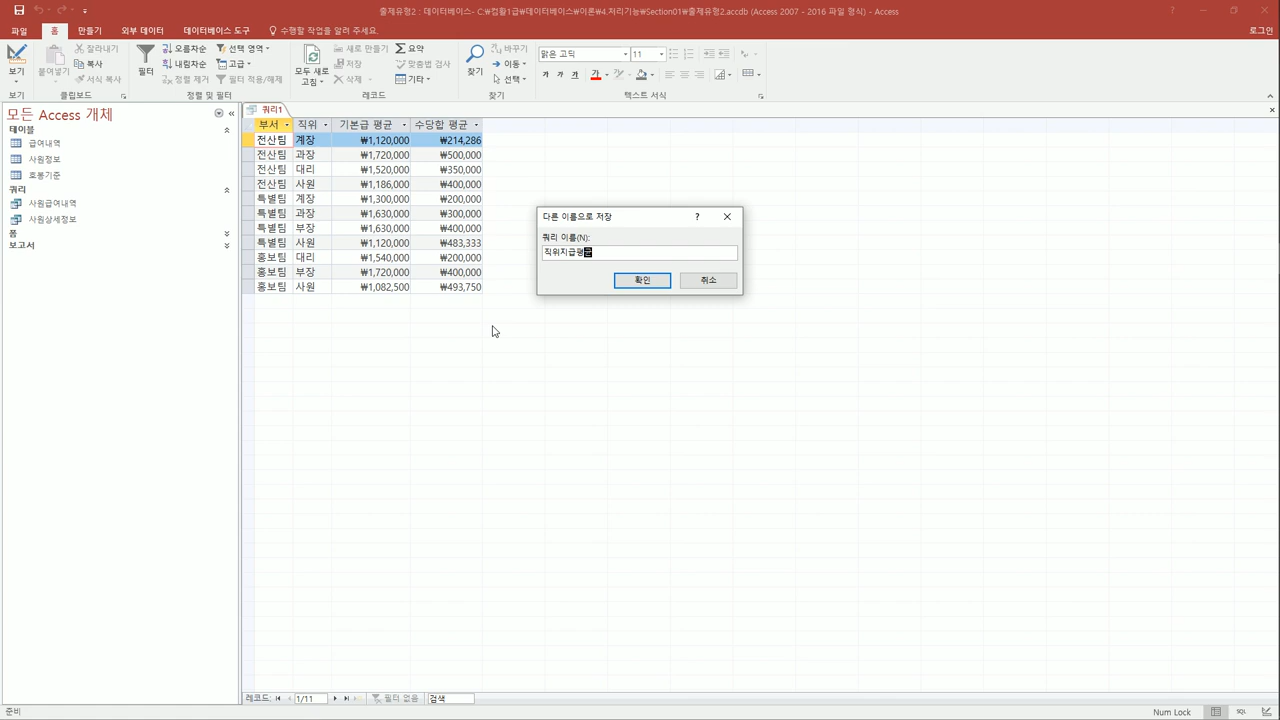 출제유형2 : 데이터베이스- C:₩컴활1급₩데이터베이스₩이론₩4.처리기능₩Section01₩출제유형2.accdb (Access 2007 - 2016 파일 형식) - Access
파일 홈 만들기 외부 데이터 데이터베이스 도구 수행할 작업을 알려 주세요. 로그인
보기
붙여넣기
잘라내기
복사
서식 복사
필터
오름차순
내림차순
정렬 제거
선택 영역
고급
필터 적용/해제
모두 새로
고침
새로 만들기
저장
삭제
요약
맞춤법 검사
기타
찾기
바꾸기
이동
선택
맑은 고딕 11
가 가 가 가
보기 클립보드 정렬 및 필터 레코드 찾기 텍스트 서식
모든 Access 개체
테이블
급여내역
사원정보
호봉기준
쿼리
사원급여내역
사원상세정보
폼
보고서
쿼리1
부서 직위 기본급 평균 수당합 평균
전산팀 계장 ₩1,120,000 ₩214,286
전산팀 과장 ₩1,720,000 ₩500,000
전산팀 대리 ₩1,520,000 ₩350,000
전산팀 사원 ₩1,186,000 ₩400,000
특별팀 계장 ₩1,300,000 ₩200,000
특별팀 과장 ₩1,630,000 ₩300,000
특별팀 부장 ₩1,630,000 ₩400,000
특별팀 사원 ₩1,120,000 ₩483,333
홍보팀 대리 ₩1,540,000 ₩200,000
홍보팀 부장 ₩1,720,000 ₩400,000
홍보팀 사원 ₩1,082,500 ₩493,750
다른 이름으로 저장 ?
쿼리 이름(N):
직위지급평
확인 취소
레코드: 1/11 필터 없음 검색
준비 Num Lock SQL